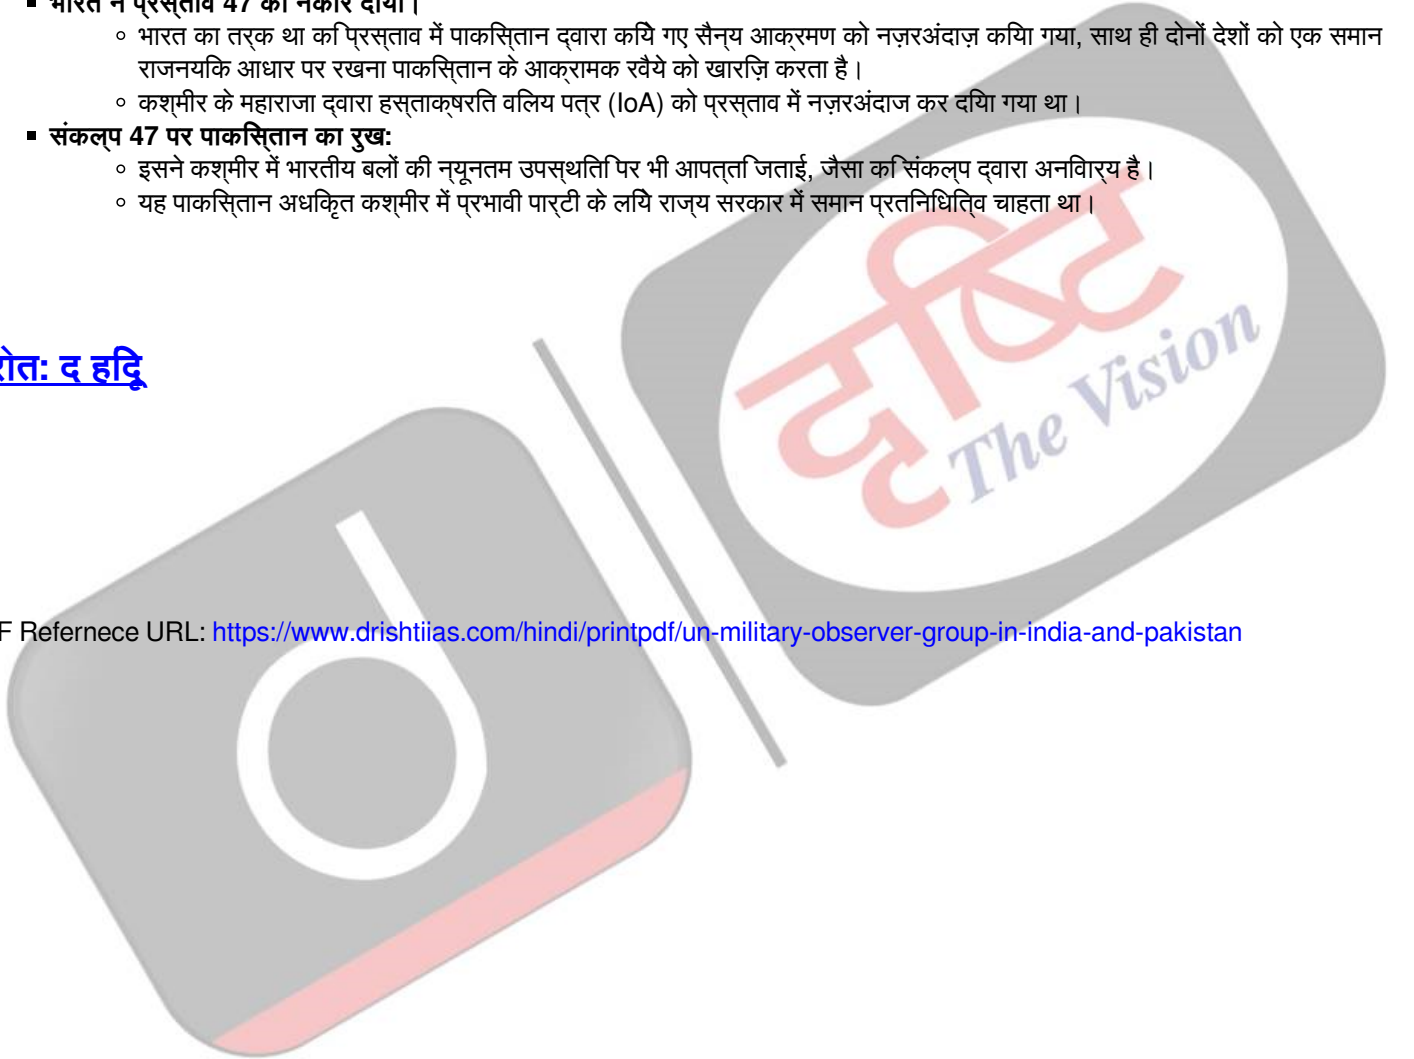 भारत ने प्रस्ताव 47 को नकार दिया।
भारत का तर्क था कि प्रस्ताव में पाकिस्तान द्वारा किये गए सैन्य आक्रमण को नज़रअंदाज़ किया गया, साथ ही दोनों देशों को एक समान
राजनयिक आधार पर रखना पाकिस्तान के आक्रामक रवैये को खारिज़ करता है।
कश्मीर के महाराजा द्वारा हस्ताक्षरित विलय पत्र (IoA) को प्रस्ताव में नज़रअंदाज कर दिया गया था।
संकल्प 47 पर पाकिस्तान का रुख:
इसने कश्मीर में भारतीय बलों की न्यूनतम उपस्थिति पर भी आपत्ति जताई, जैसा कि संकल्प द्वारा अनिवार्य है।
यह पाकिस्तान अधिकृत कश्मीर में प्रभावी पार्टी के लिये राज्य सरकार में समान प्रतिनिधित्व चाहता था।
दृष्टि
The Vision
रोत: द हिंदू
F Refernece URL: https://www.drishtiias.com/hindi/printpdf/un-military-observer-group-in-india-and-pakistan
d